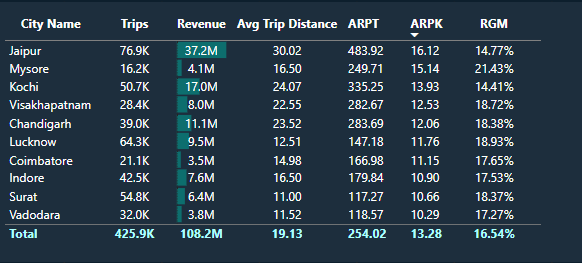 City Name Trips Revenue Avg Trip Distance ARPT ARPK RGM
Jaipur 76.9K 37.2M 30.02 483.92 16.12 14.77%
Mysore 16.2K 4.1M 16.50 249.71 15.14 21.43%
Kochi 50.7K 17.0M 24.07 335.25 13.93 14.41%
Visakhapatnam 28.4K 8.0M 22.55 282.67 12.53 18.72%
Chandigarh 39.0K 11.1M 23.52 283.69 12.06 18.38%
Lucknow 64.3K 9.5M 12.51 147.18 11.76 18.93%
Coimbatore 21.1K 3.5M 14.98 166.98 11.15 17.65%
Indore 42.5K 7.6M 16.50 179.84 10.90 17.53%
Surat 54.8K 6.4M 11.00 117.27 10.66 18.37%
Vadodara 32.0K 3.8M 11.52 118.57 10.29 17.27%
Total 425.9K 108.2M 19.13 254.02 13.28 16.54%